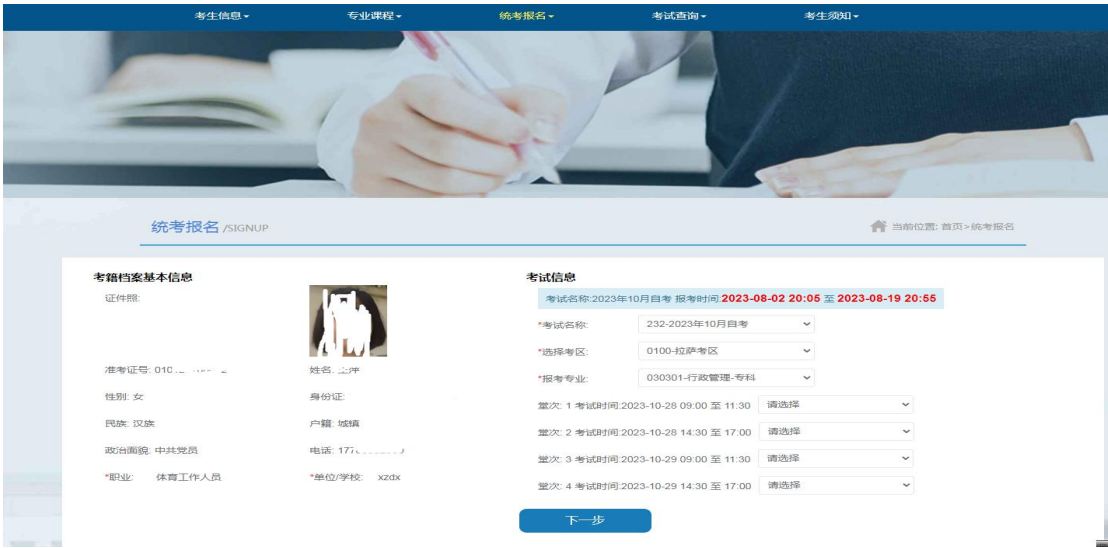 考生信息 专业课程 统考报名 考试查询 考生须知
统考报名 /SIGNUP
当前位置: 首页>统考报名
考籍档案基本信息
证件照:
准考证号: 010
姓名:
性别: 女
身份证:
民族: 汉族
户籍: 城镇
政治面貌: 中共党员
电话: 177
*职业: 体育工作人员
*单位/学校: xzdx
考试信息
考试名称:2023年10月自考 报考时间:2023-08-02 20:05 至 2023-08-19 20:55
*考试名称: 232-2023年10月自考
*选择考区: 0100-拉萨考区
*报考专业: 030301-行政管理-专科
堂次: 1 考试时间:2023-10-28 09:00 至 11:30 请选择
堂次: 2 考试时间:2023-10-28 14:30 至 17:00 请选择
堂次: 3 考试时间:2023-10-29 09:00 至 11:30 请选择
堂次: 4 考试时间:2023-10-29 14:30 至 17:00 请选择
下一步